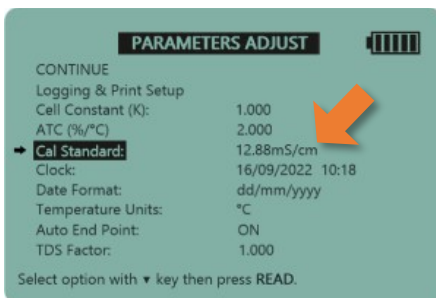 PARAMETERS ADJUST
CONTINUE
Logging & Print Setup
Cell Constant (K): 1.000
ATC (%/°C) 2.000
Cal Standard: 12.88mS/cm
Clock: 16/09/2022 10:18
Date Format: dd/mm/yyyy
Temperature Units: °C
Auto End Point: ON
TDS Factor: 1.000
Select option with ▼ key then press READ.